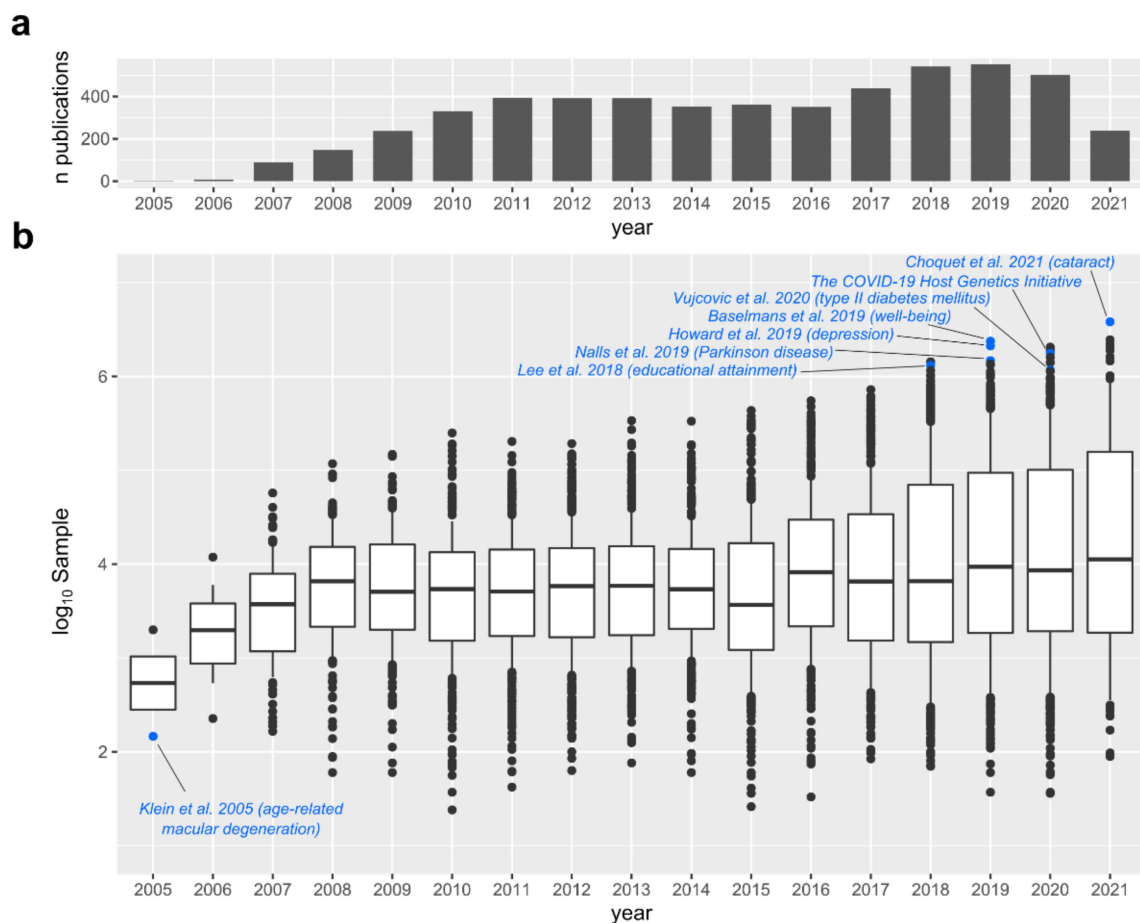 a
n publications
400
200
0
2005 2006 2007 2008 2009 2010 2011 2012 2013 2014 2015 2016 2017 2018 2019 2020 2021
year
b
Choquet et al. 2021 (cataract)
The COVID-19 Host Genetics Initiative
Vujcovic et al. 2020 (type II diabetes mellitus)
Baselmans et al. 2019 (well-being)
Howard et al. 2019 (depression)
Nalls et al. 2019 (Parkinson disease)
Lee et al. 2018 (educational attainment)
log₁₀ Sample
6
4
2
Klein et al. 2005 (age-related
macular degeneration)
2005 2006 2007 2008 2009 2010 2011 2012 2013 2014 2015 2016 2017 2018 2019 2020 2021
year